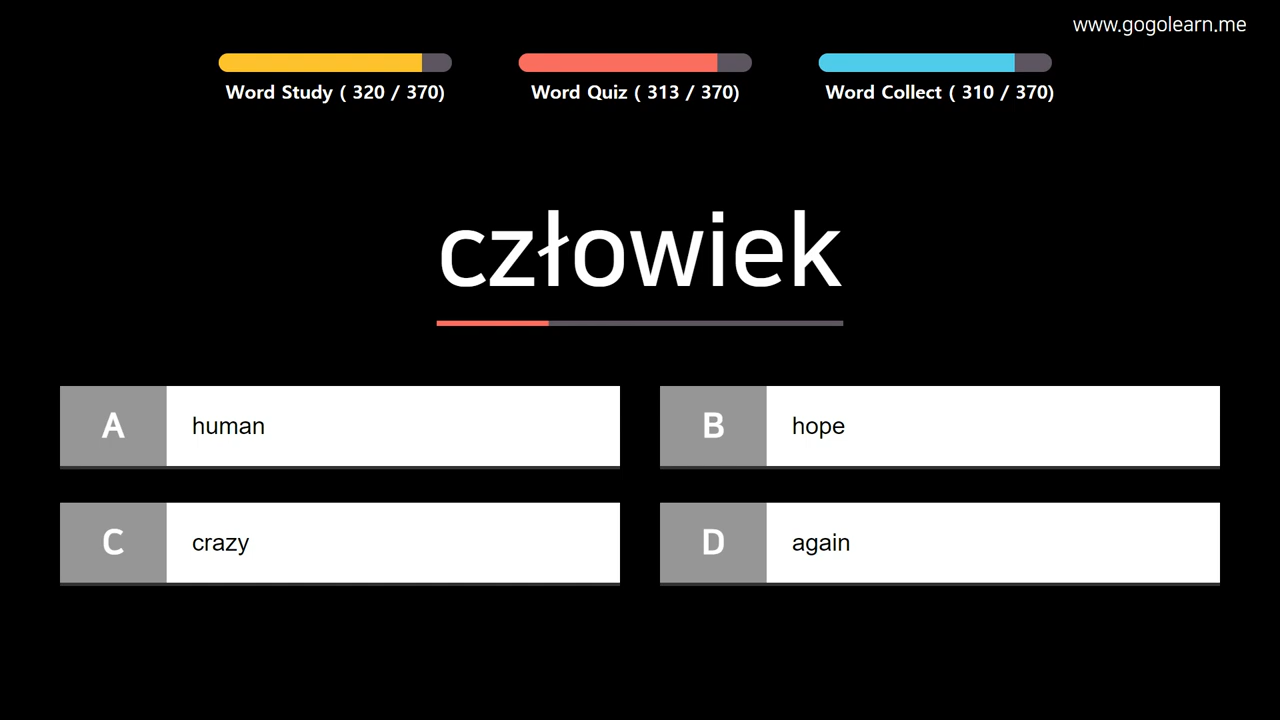 www.gogolearn.me
Word Study ( 320 / 370)
Word Quiz ( 313 / 370)
Word Collect ( 310 / 370)
człowiek
A human
B hope
C crazy
D again